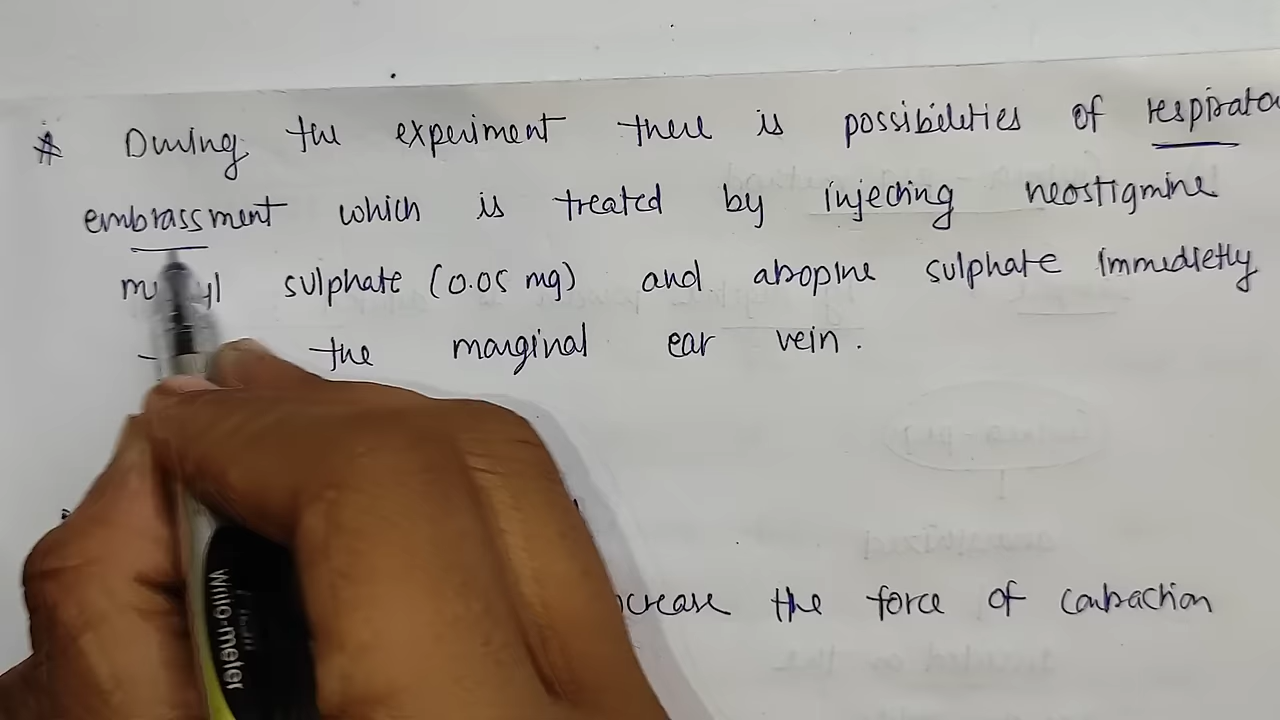 * During the experiment there is possibilities of respirato
embrassment which is treated by injecting neostigmine
sulphate (0.05 mg) and atropine sulphate immedietly
the marginal ear vein.
crease the force of contraction
Will-O-meter